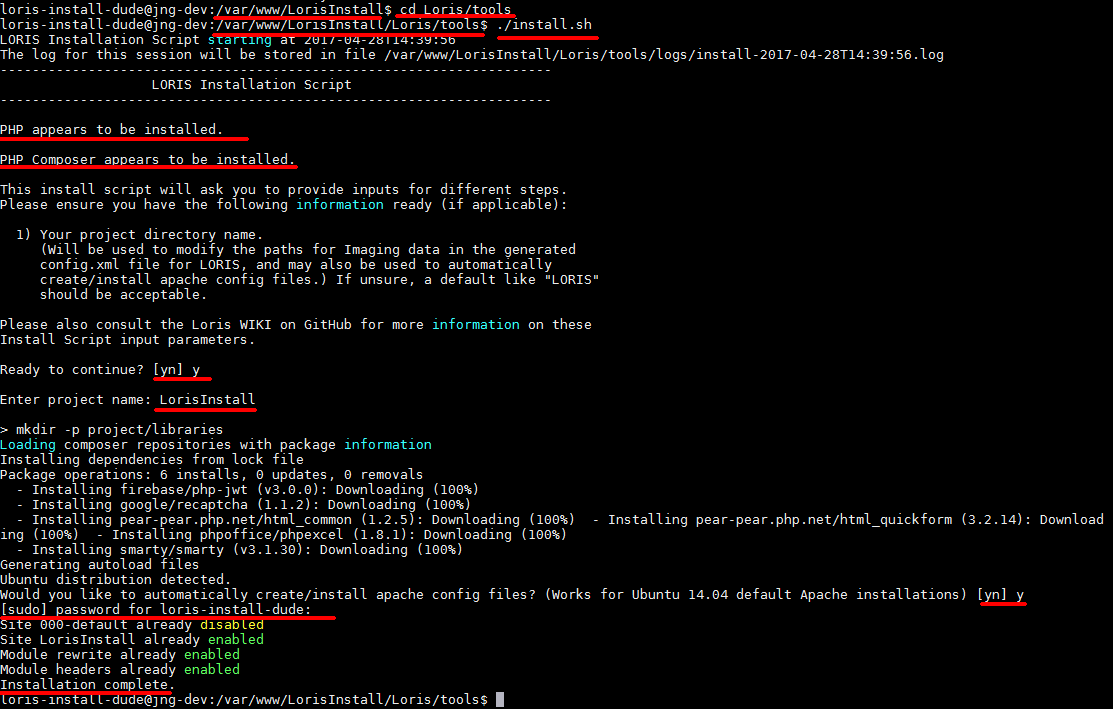 loris-install-dude@jng-dev:/var/www/LorisInstall$ cd Loris/tools
loris-install-dude@jng-dev:/var/www/LorisInstall/Loris/tools$ ./install.sh
LORIS Installation Script starting at 2017-04-28T14:39:56
The log for this session will be stored in file /var/www/LorisInstall/Loris/tools/logs/install-2017-04-28T14:39:56.log
---------------------------------------------------------------------
LORIS Installation Script
---------------------------------------------------------------------
PHP appears to be installed.
PHP Composer appears to be installed.
This install script will ask you to provide inputs for different steps.
Please ensure you have the following information ready (if applicable):
1) Your project directory name.
(Will be used to modify the paths for Imaging data in the generated
config.xml file for LORIS, and may also be used to automatically
create/install apache config files.) If unsure, a default like "LORIS"
should be acceptable.
Please also consult the Loris WIKI on GitHub for more information on these
Install Script input parameters.
Ready to continue? [yn] y
Enter project name: LorisInstall
> mkdir -p project/libraries
Loading composer repositories with package information
Installing dependencies from lock file
Package operations: 6 installs, 0 updates, 0 removals
- Installing firebase/php-jwt (v3.0.0): Downloading (100%)
- Installing google/recaptcha (1.1.2): Downloading (100%)
- Installing pear-pear.php.net/html_common (1.2.5): Downloading (100%)  - Installing pear-pear.php.net/html_quickform (3.2.14): Download
ing (100%)  - Installing phpoffice/phpexcel (1.8.1): Downloading (100%)
- Installing smarty/smarty (v3.1.30): Downloading (100%)
Generating autoload files
Ubuntu distribution detected.
Would you like to automatically create/install apache config files? (Works for Ubuntu 14.04 default Apache installations) [yn] y
[sudo] password for loris-install-dude:
Site 000-default already disabled
Site LorisInstall already enabled
Module rewrite already enabled
Module headers already enabled
Installation complete.
loris-install-dude@jng-dev:/var/www/LorisInstall/Loris/tools$